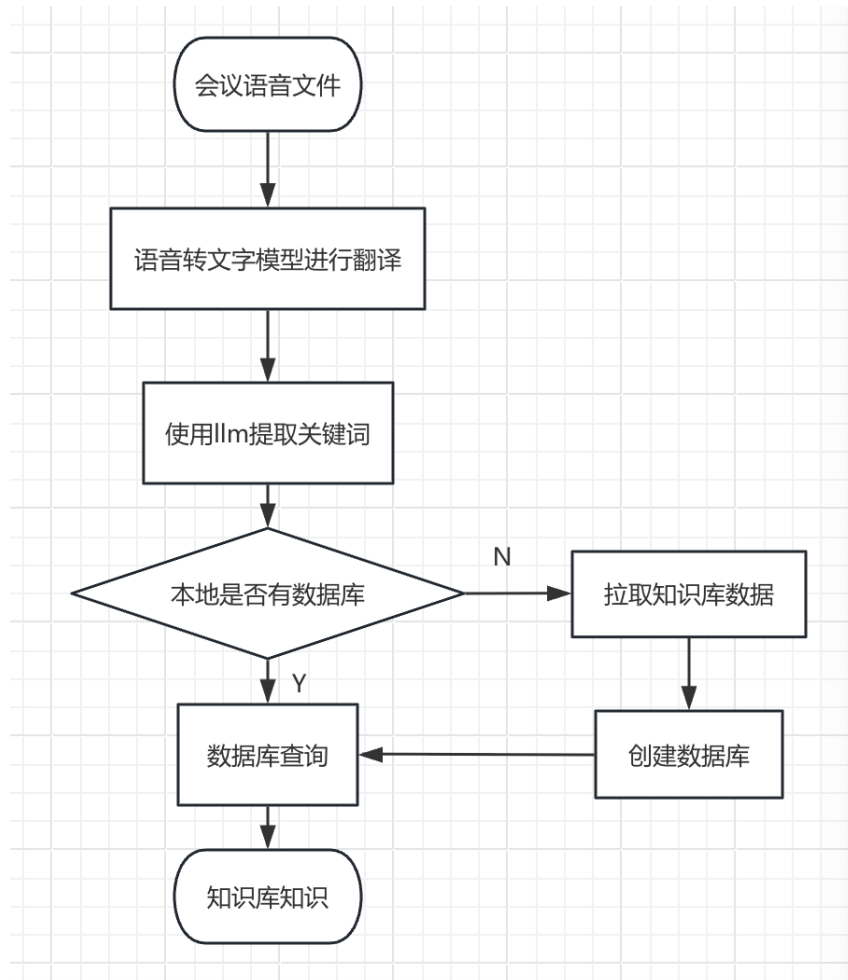 会议语音文件
语音转文字模型进行翻译
使用llm提取关键词
本地是否有数据库
N
拉取知识库数据
Y
数据库查询
创建数据库
知识库知识